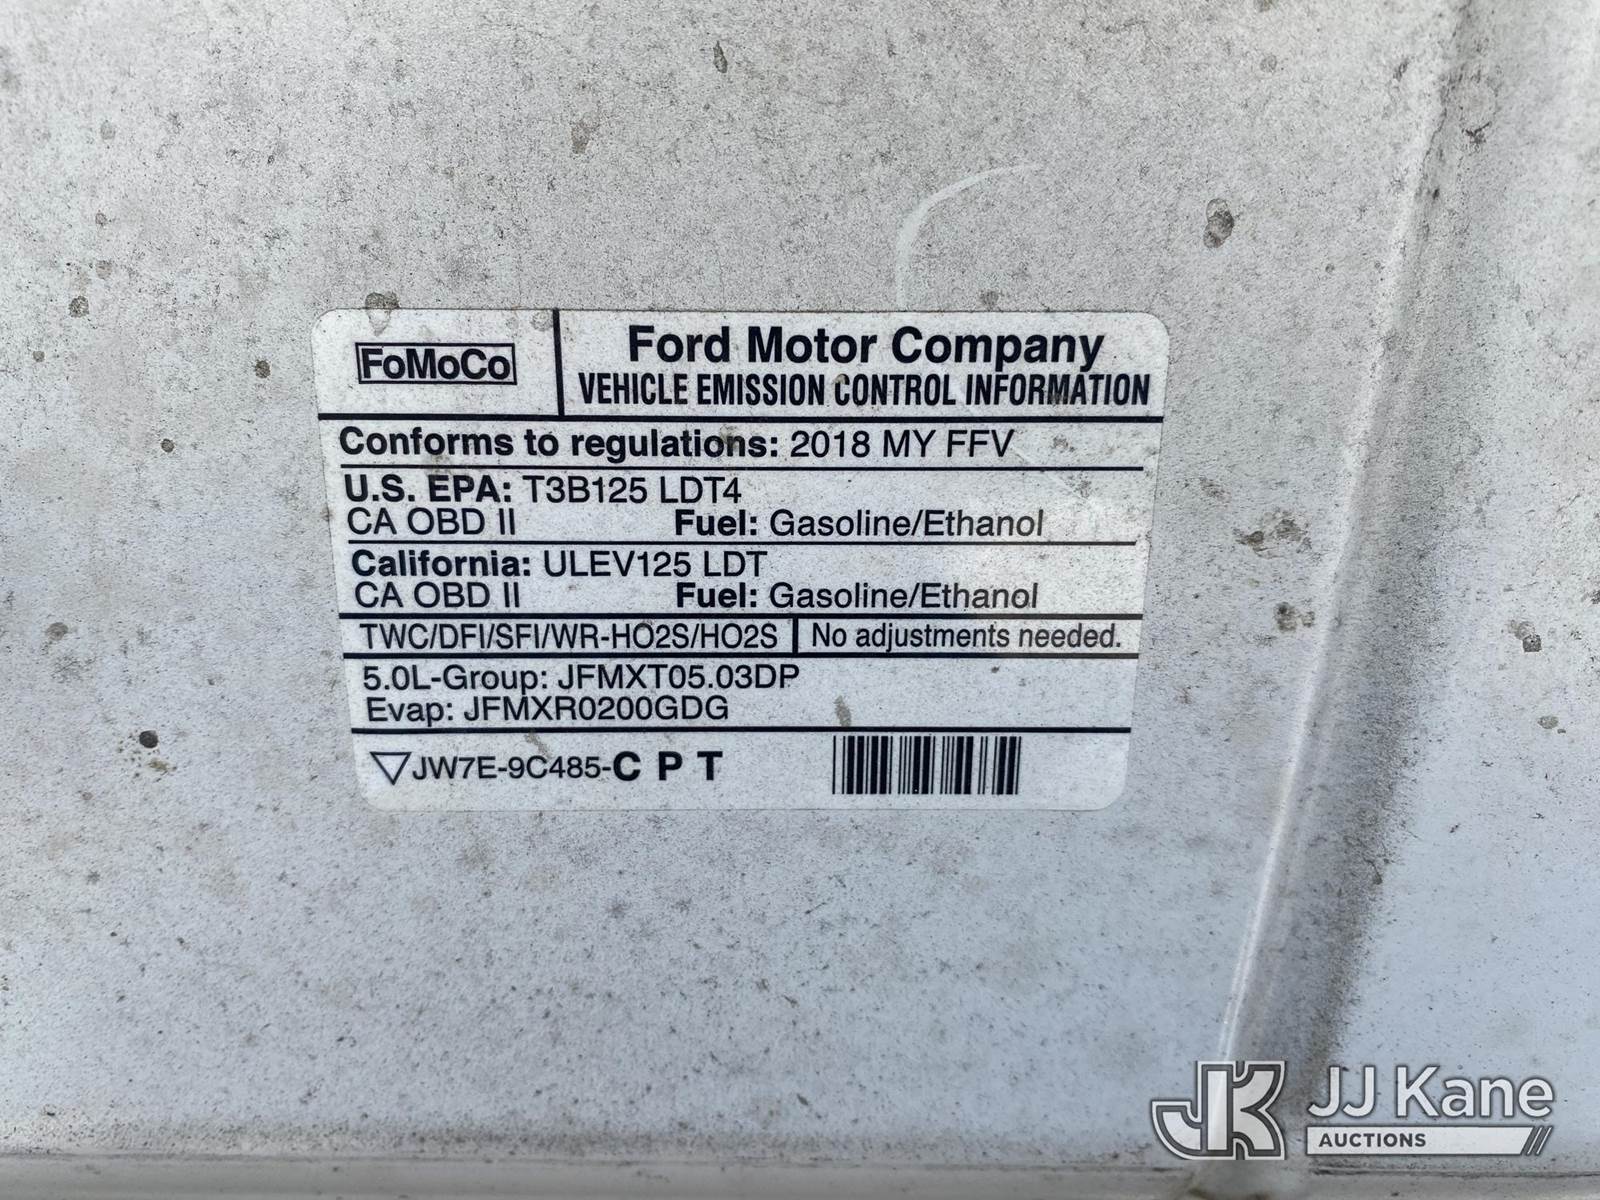 FoMoCo
Ford Motor Company
VEHICLE EMISSION CONTROL INFORMATION
Conforms to regulations: 2018 MY FFV
U.S. EPA: T3B125 LDT4
CA OBD II Fuel: Gasoline/Ethanol
California: ULEV125 LDT
CA OBD II Fuel: Gasoline/Ethanol
TWC/DFI/SFI/WR-HO2S/HO2S No adjustments needed.
5.0L-Group: JFMXT05.03DP
Evap: JFMXR0200GDG
JW7E-9C485-C P T
JK JJ Kane
AUCTIONS